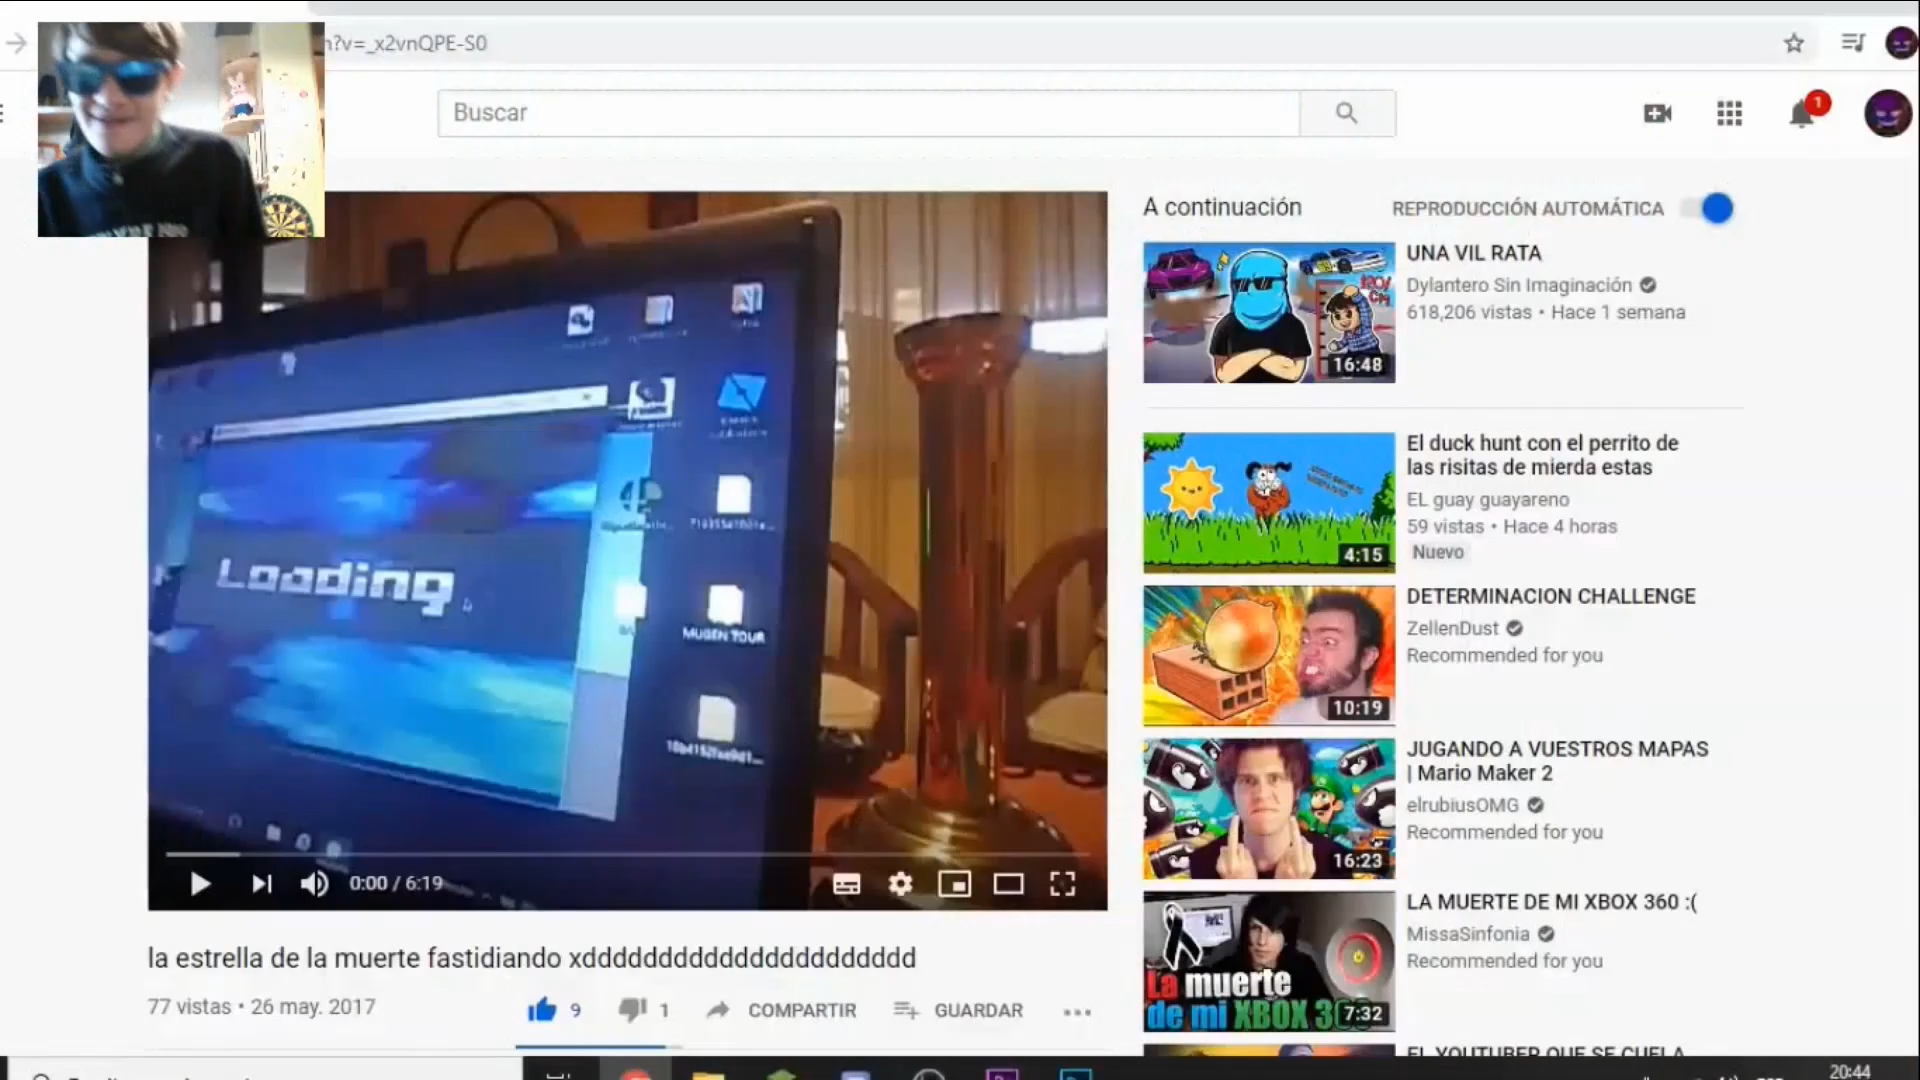 n?v=_x2vnQPE-S0
Buscar
1
Loading
MUGEN TOUR
0:00 / 6:19
la estrella de la muerte fastidiando xdddddddddddddddddddddd
77 vistas • 26 may. 2017
9
1
COMPARTIR
GUARDAR
A continuación
REPRODUCCIÓN AUTOMÁTICA
16:48
UNA VIL RATA
Dylantero Sin Imaginación
618,206 vistas • Hace 1 semana
4:15
El duck hunt con el perrito de
las risitas de mierda estas
EL guay guayareno
59 vistas • Hace 4 horas
Nuevo
10:19
DETERMINACION CHALLENGE
ZellenDust
Recommended for you
16:23
JUGANDO A VUESTROS MAPAS
| Mario Maker 2
elrubiusOMG
Recommended for you
La muerte
de mi XBOX 360
7:32
LA MUERTE DE MI XBOX 360 :(
MissaSinfonia
Recommended for you
EL YOUTUBER QUE SE CUELA
20:44